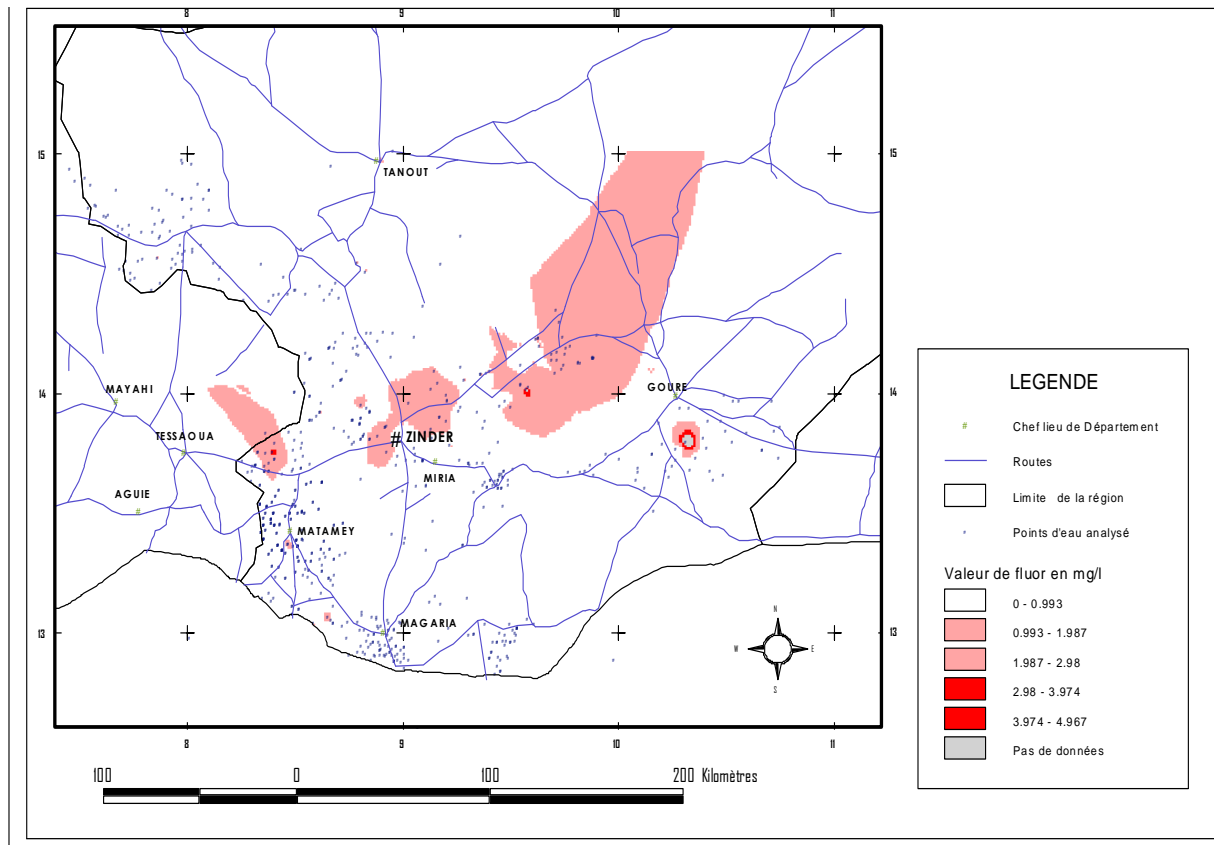 8 9 10 11
15 15
TANOUT
14 14
MAYAHI
GOURE
TESSAOUA
# ZINDER
MIRIA
AGUIE
MATAMEY
13 13
MAGARIA
N
W E
S
8 9 10 11
100 0 100 200 Kilomètres
LEGENDE
# Chef lieu de Département
Routes
Limite de la région
Points d'eau analysé
Valeur de fluor en mg/l
0 - 0.993
0.993 - 1.987
1.987 - 2.98
2.98 - 3.974
3.974 - 4.967
Pas de données